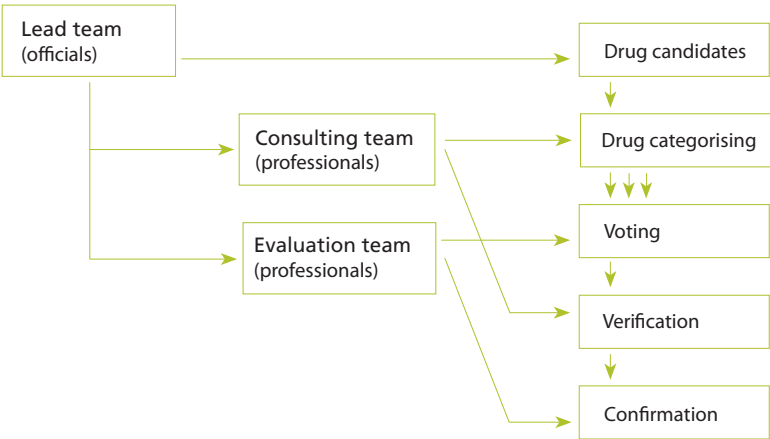 Lead team
(officials)
Drug candidates
Consulting team
(professionals)
Drug categorising
Evaluation team
(professionals)
Voting
Verification
Confirmation